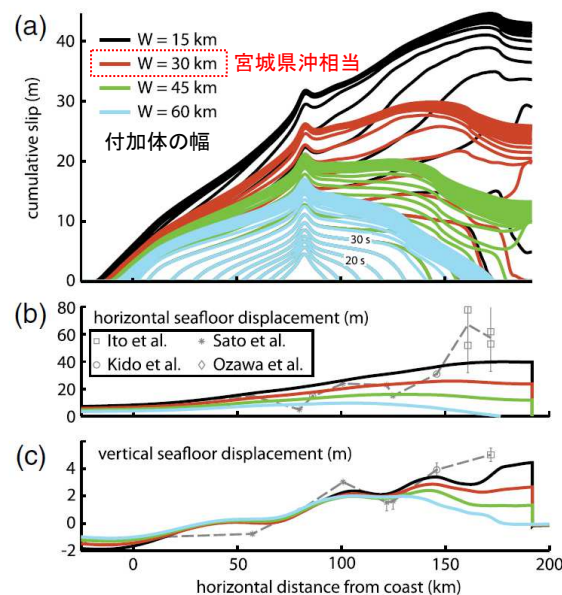 (a)
40
30
20
10
0
cumulative slip (m)
W = 15 km
W = 30 km
宮城県沖相当
W = 45 km
W = 60 km
付加体の幅
30 s
20 s
(b)
80
60
40
20
0
horizontal seafloor displacement (m)
Ito et al.
Sato et al.
Kido et al.
Ozawa et al.
(c)
vertical seafloor displacement (m)
4
2
0
-2
0
50
100
150
200
horizontal distance from coast (km)